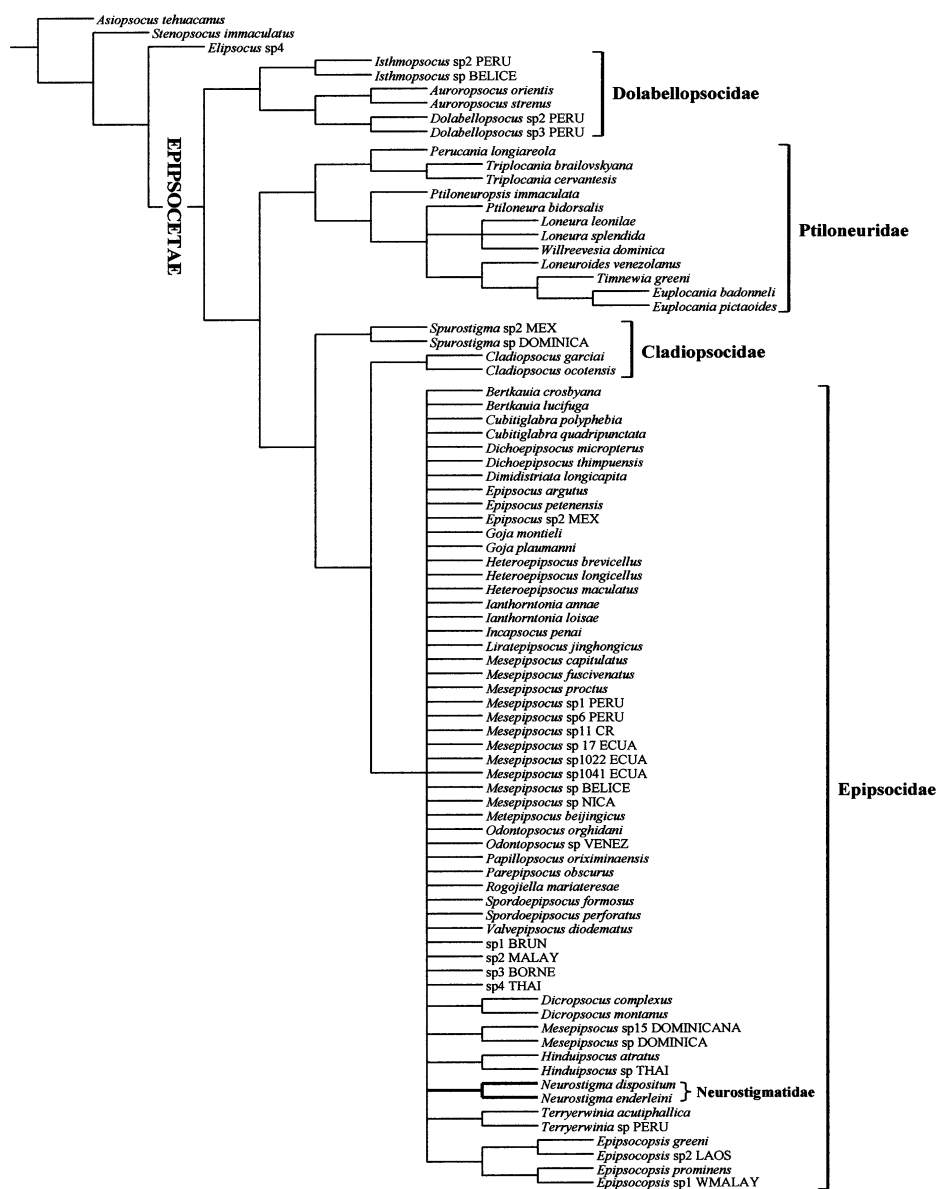 Asiopsocus tehuacanus
Stenopsocus immaculatus
Elipsocus sp4
EPIPSOCETAE
Isthmopsocus sp2 PERU
Isthmopsocus sp BELICE
Auroropsocus orientis
Auroropsocus strenus
Dolabellopsocus sp2 PERU
Dolabellopsocus sp3 PERU
Dolabellopsocidae
Perucania longiareola
Triplocania brailovskyana
Triplocania cervantesis
Ptiloneuropsis immaculata
Ptiloneura bidorsalis
Loneura leonilae
Loneura splendida
Willreevesia dominica
Loneuroides venezolanus
Timnewia greeni
Euplocania badonneli
Euplocania pictaoides
Ptiloneuridae
Spurostigma sp2 MEX
Spurostigma sp DOMINICA
Cladiopsocus garciai
Cladiopsocus ocotensis
Cladiopsocidae
Bertkauia crosbyana
Bertkauia lucifuga
Cubitiglabra polyphebia
Cubitiglabra quadripunctata
Dichoepipsocus micropterus
Dichoepipsocus thimpuensis
Dimidistriata longicapita
Epipsocus argutus
Epipsocus petenensis
Epipsocus sp2 MEX
Goja montieli
Goja plaumanni
Heteroepipsocus brevicellus
Heteroepipsocus longicellus
Heteroepipsocus maculatus
Ianthorntonia annae
Ianthorntonia loisae
Incapsocus penai
Liratepipsocus jinghongicus
Mesepipsocus capitulatus
Mesepipsocus fuscivenatus
Mesepipsocus proctus
Mesepipsocus sp1 PERU
Mesepipsocus sp6 PERU
Mesepipsocus sp11 CR
Mesepipsocus sp 17 ECUA
Mesepipsocus sp1022 ECUA
Mesepipsocus sp1041 ECUA
Mesepipsocus sp BELICE
Mesepipsocus sp NICA
Metepipsocus beijingicus
Odontopsocus orghidani
Odontopsocus sp VENEZ
Papillopsocus oriximinaensis
Parepipsocus obscurus
Rogojiella mariateresae
Spordoepipsocus formosus
Spordoepipsocus perforatus
Valvepipsocus diodematus
sp1 BRUN
sp2 MALAY
sp3 BORNE
sp4 THAI
Dicropsocus complexus
Dicropsocus montanus
Mesepipsocus sp15 DOMINICANA
Mesepipsocus sp DOMINICA
Hinduipsocus atratus
Hinduipsocus sp THAI
Neurostigma dispositum
Neurostigma enderleini
Neurostigmatidae
Terryerwinia acutiphallica
Terryerwinia sp PERU
Epipsocopsis greeni
Epipsocopsis sp2 LAOS
Epipsocopsis prominens
Epipsocopsis sp1 WMALAY
Epipsocidae